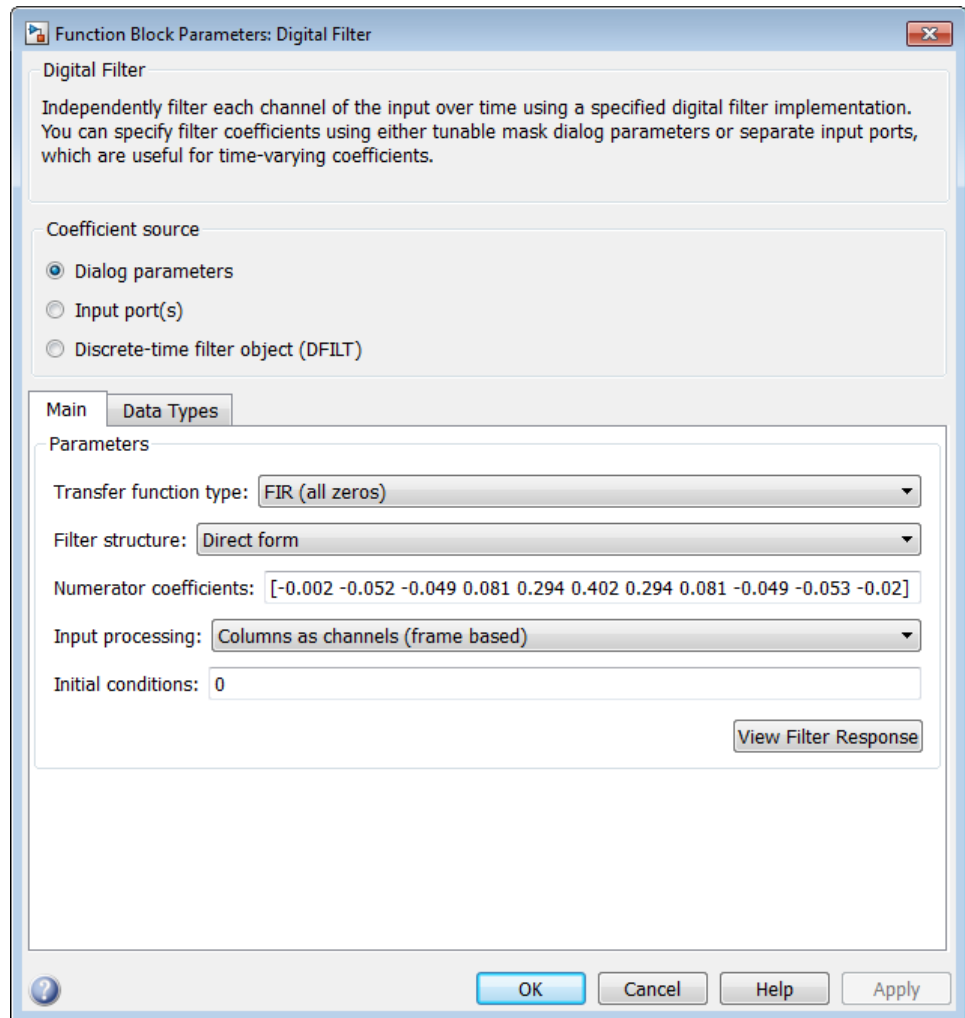 Function Block Parameters: Digital Filter
Digital Filter
Independently filter each channel of the input over time using a specified digital filter implementation.
You can specify filter coefficients using either tunable mask dialog parameters or separate input ports,
which are useful for time-varying coefficients.
Coefficient source
Dialog parameters
Input port(s)
Discrete-time filter object (DFILT)
Main Data Types
Parameters
Transfer function type: FIR (all zeros)
Filter structure: Direct form
Numerator coefficients: [-0.002 -0.052 -0.049 0.081 0.294 0.402 0.294 0.081 -0.049 -0.053 -0.02]
Input processing: Columns as channels (frame based)
Initial conditions: 0
View Filter Response
? OK Cancel Help Apply